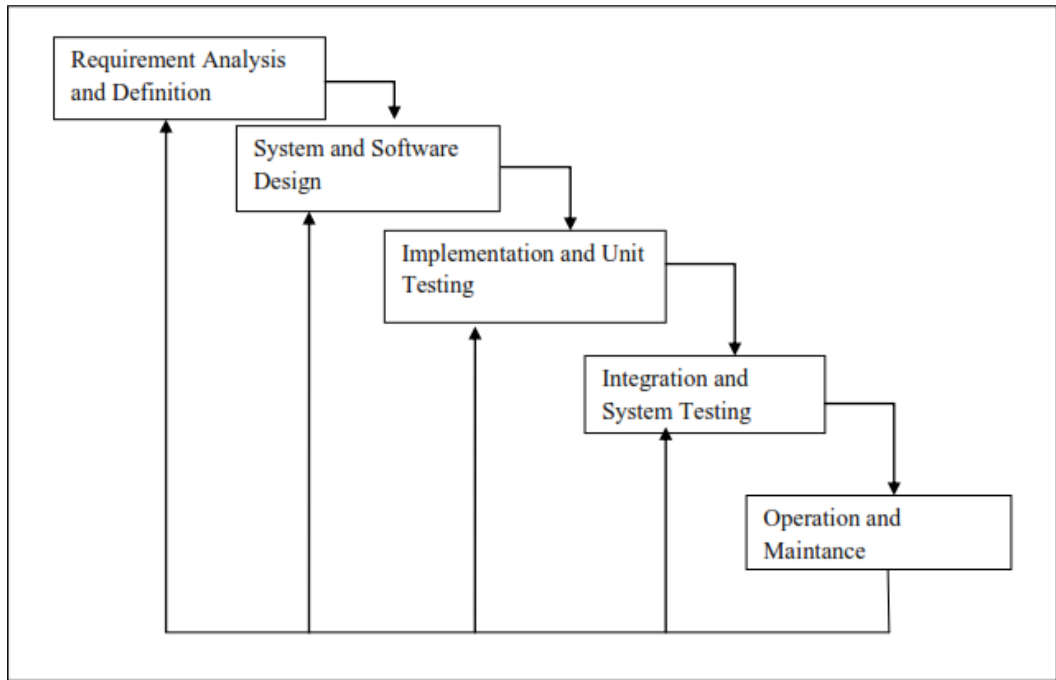 Requirement Analysis
and Definition
System and Software
Design
Implementation and Unit
Testing
Integration and
System Testing
Operation and
Maintance